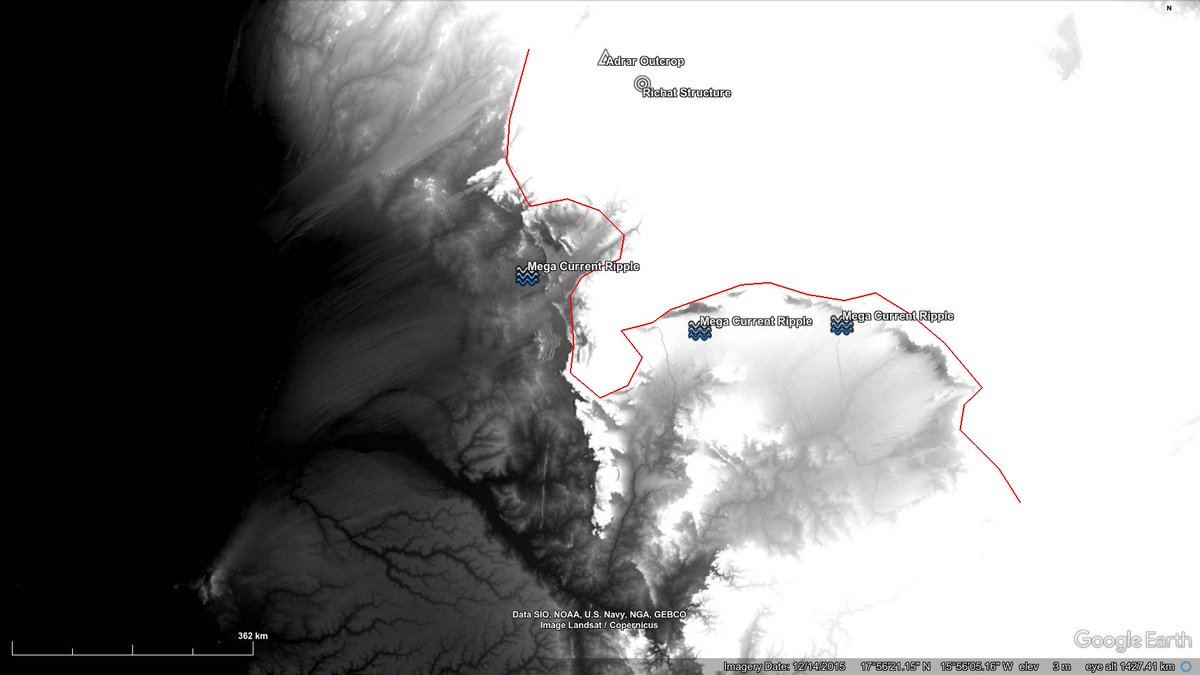 N
Adrar Outcrop
Richat Structure
Mega Current Ripple
Mega Current Ripple
Mega Current Ripple
362 km
Data SIO, NOAA, U.S. Navy, NGA, GEBCO
Image Landsat / Copernicus
Google Earth
Imagery Date: 12/14/2015 17°56'21.15" N 15°56'05.16" W elev 3 m eye alt 1427.41 km